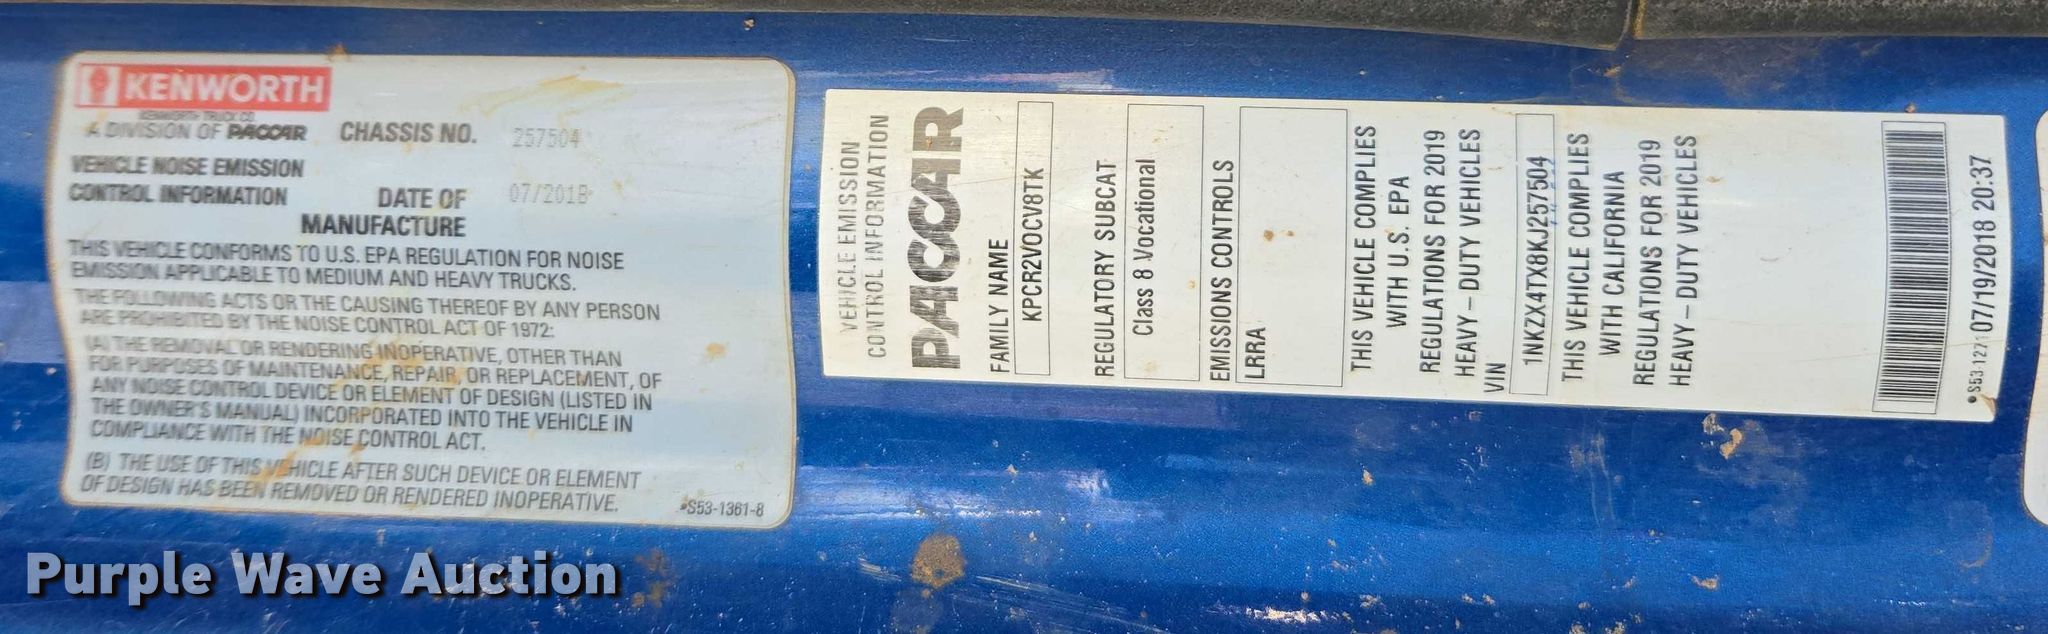 KENWORTH
KENWORTH TRUCK CO.
A DIVISION OF PACCAR
CHASSIS NO. 257504
VEHICLE NOISE EMISSION
CONTROL INFORMATION
DATE OF 07/2018
MANUFACTURE
THIS VEHICLE CONFORMS TO U.S. EPA REGULATION FOR NOISE
EMISSION APPLICABLE TO MEDIUM AND HEAVY TRUCKS.
THE FOLLOWING ACTS OR THE CAUSING THEREOF BY ANY PERSON
ARE PROHIBITED BY THE NOISE CONTROL ACT OF 1972:
(A) THE REMOVAL OR RENDERING INOPERATIVE, OTHER THAN
FOR PURPOSES OF MAINTENANCE, REPAIR, OR REPLACEMENT, OF
ANY NOISE CONTROL DEVICE OR ELEMENT OF DESIGN (LISTED IN
THE OWNER'S MANUAL) INCORPORATED INTO THE VEHICLE IN
COMPLIANCE WITH THE NOISE CONTROL ACT.
(B) THE USE OF THIS VEHICLE AFTER SUCH DEVICE OR ELEMENT
OF DESIGN HAS BEEN REMOVED OR RENDERED INOPERATIVE.
•S53-1361-8
VEHICLE EMISSION
CONTROL INFORMATION
PACCAR
FAMILY NAME
KPCR2VOCV8TK
REGULATORY SUBCAT
Class 8 Vocational
EMISSIONS CONTROLS
LRRA
THIS VEHICLE COMPLIES
WITH U.S. EPA
REGULATIONS FOR 2019
HEAVY-DUTY VEHICLES
VIN
1NKZX4TX8KJ257504
THIS VEHICLE COMPLIES
WITH CALIFORNIA
REGULATIONS FOR 2019
HEAVY-DUTY VEHICLES
•S53-1271 07/19/2018 20:37
Purple Wave Auction